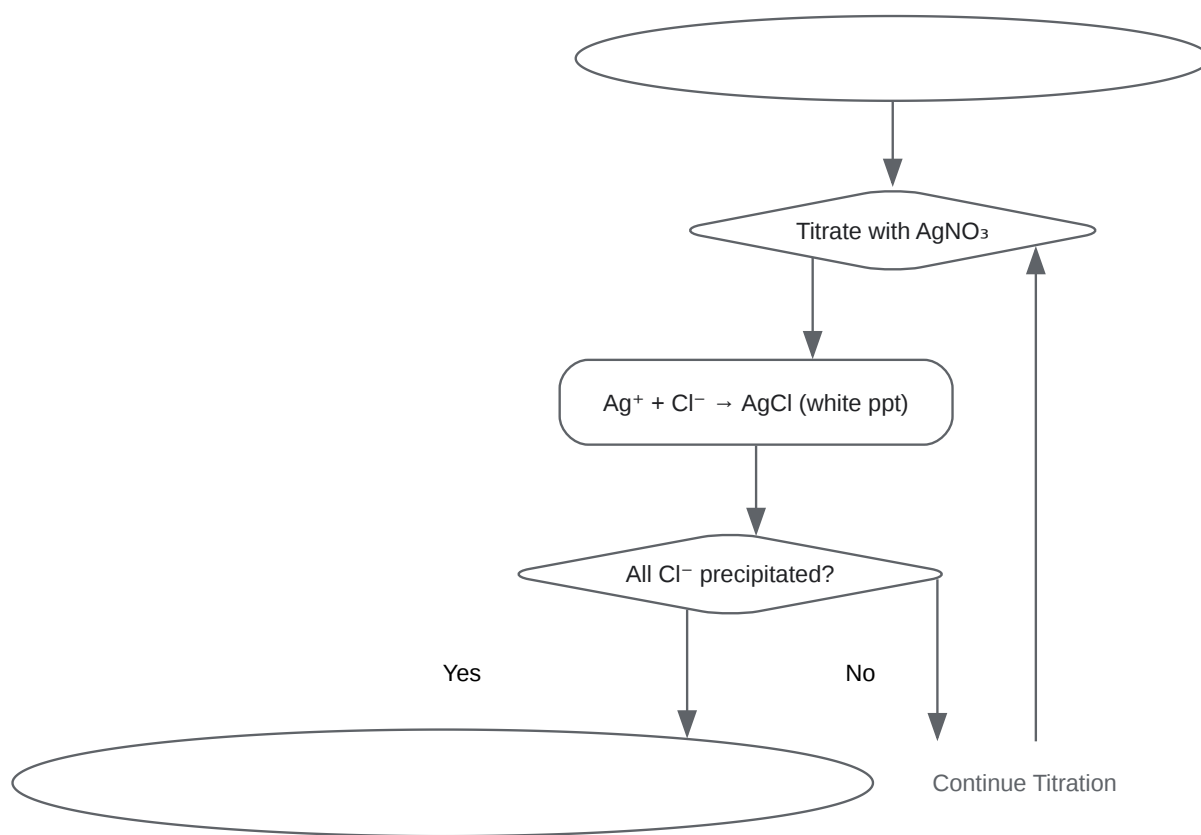 Titrate with AgNO₃
Ag⁺ + Cl⁻ → AgCl (white ppt)
All Cl⁻ precipitated?
Yes
No
Continue Titration